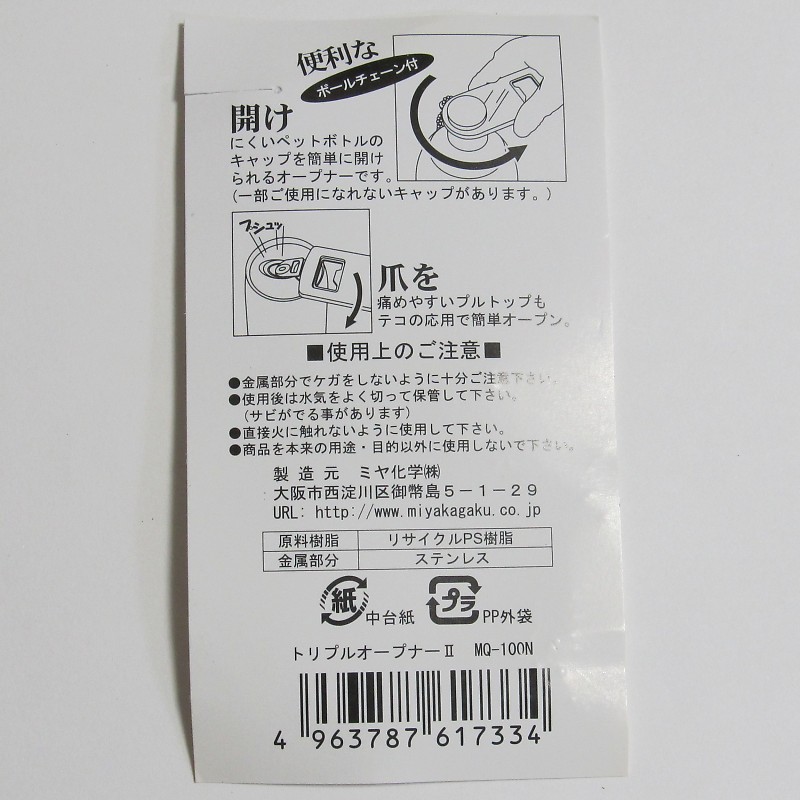 便利な
ボールチェーン付
開け
にくいペットボトルの
キャップを簡単に開け
られるオープナーです。
(一部ご使用になれないキャップがあります。)
プシュッ
爪を
痛めやすいプルトップも
テコの応用で簡単オープン。
■使用上のご注意■
●金属部分でケガをしないように十分ご注意下さい。
●使用後は水気をよく切って保管して下さい。
(サビがでる事があります)
●直接火に触れないように使用して下さい。
●商品を本来の用途・目的以外に使用しないで下さい。
製造元 ミヤ化学㈱
大阪市西淀川区御幣島5-1-29
URL: http://www.miyakagaku.co.jp
原料樹脂 リサイクルPS樹脂
金属部分 ステンレス
紙 中台紙 プラ PP外袋
トリプルオープナーⅡ MQ-100N
4 963787 617334